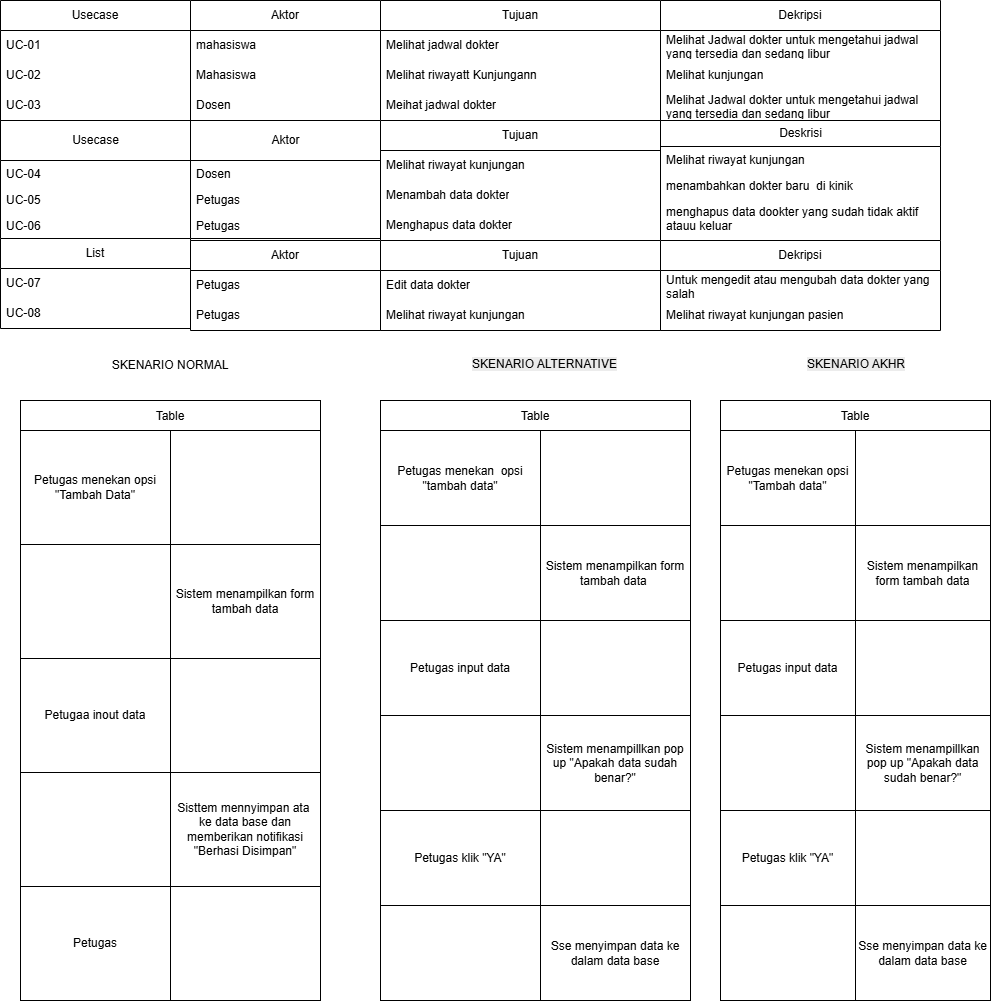 Usecase Aktor Tujuan Dekripsi
UC-01 mahasiswa Melihat jadwal dokter Melihat Jadwal dokter untuk mengetahui jadwal
yang tersedia dan sedang libur
UC-02 Mahasiswa Melihat riwayatt Kunjungann Melihat kunjungan
UC-03 Dosen Meihat jadwal dokter Melihat Jadwal dokter untuk mengetahui jadwal
yang tersedia dan sedang libur
Usecase Aktor Tujuan Deskrisi
UC-04 Dosen Melihat riwayat kunjungan Melihat riwayat kunjungan
UC-05 Petugas Menambah data dokter menambahkan dokter baru di kinik
UC-06 Petugas Menghapus data dokter menghapus data dookter yang sudah tidak aktif
atauu keluar
List Aktor Tujuan Dekripsi
UC-07 Petugas Edit data dokter Untuk mengedit atau mengubah data dokter yang
salah
UC-08 Petugas Melihat riwayat kunjungan Melihat riwayat kunjungan pasien
SKENARIO NORMAL
Table
Petugas menekan opsi
"Tambah Data"
Sistem menampilkan form
tambah data
Petugaa inout data
Sisttem mennyimpan ata
ke data base dan
memberikan notifikasi
"Berhasi Disimpan"
Petugas
SKENARIO ALTERNATIVE
Table
Petugas menekan opsi
"tambah data"
Sistem menampilkan form
tambah data
Petugas input data
Sistem menampillkan pop
up "Apakah data sudah
benar?"
Petugas klik "YA"
Sse menyimpan data ke
dalam data base
SKENARIO AKHR
Table
Petugas menekan opsi
"Tambah data"
Sistem menampilkan
form tambah data
Petugas input data
Sistem menampillkan
pop up "Apakah data
sudah benar?"
Petugas klik "YA"
Sse menyimpan data ke
dalam data base